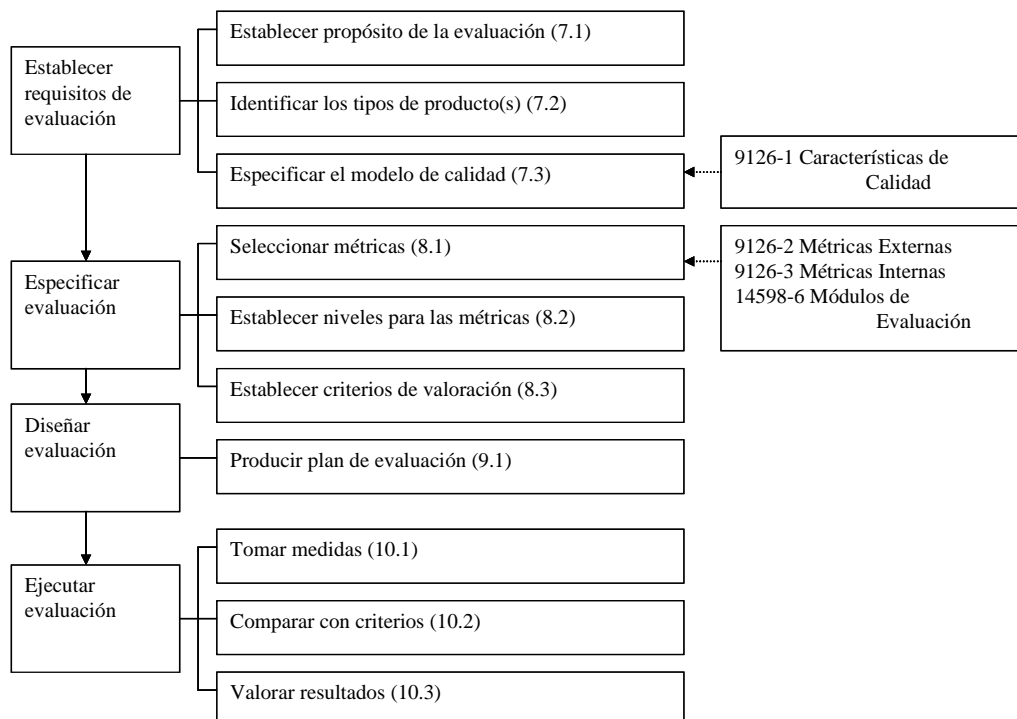 Establecer
requisitos de
evaluación
Establecer propósito de la evaluación (7.1)
Identificar los tipos de producto(s) (7.2)
Especificar el modelo de calidad (7.3)
9126-1 Características de
Calidad
Especificar
evaluación
Seleccionar métricas (8.1)
Establecer niveles para las métricas (8.2)
Establecer criterios de valoración (8.3)
9126-2 Métricas Externas
9126-3 Métricas Internas
14598-6 Módulos de
Evaluación
Diseñar
evaluación
Producir plan de evaluación (9.1)
Ejecutar
evaluación
Tomar medidas (10.1)
Comparar con criterios (10.2)
Valorar resultados (10.3)